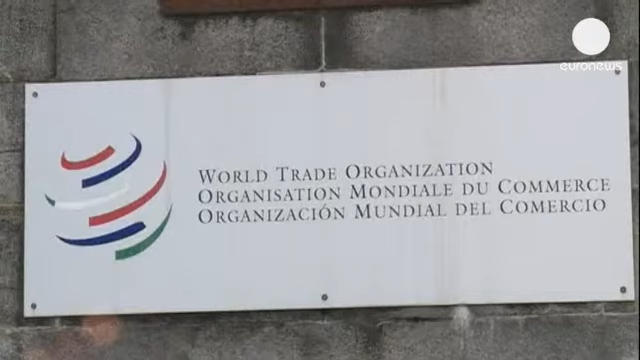 euronews
WORLD TRADE ORGANIZATION
ORGANISATION MONDIALE DU COMMERCE
ORGANIZACIÓN MUNDIAL DEL COMERCIO